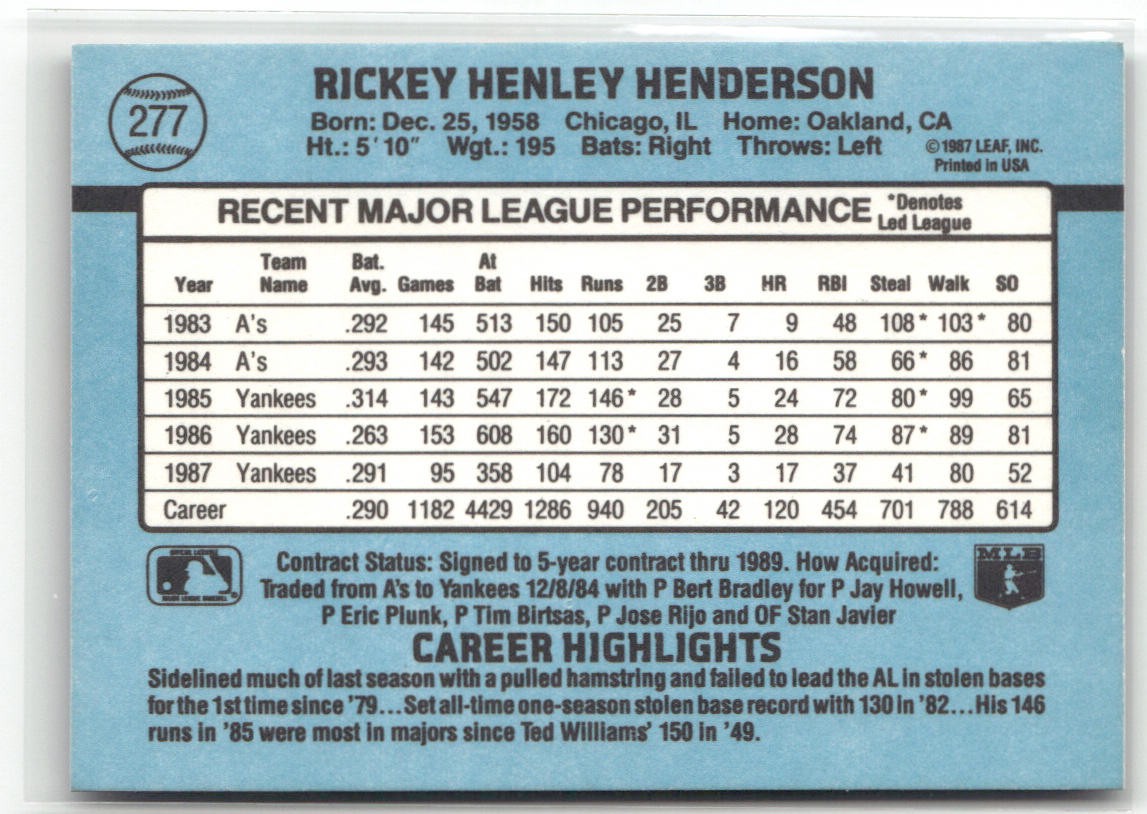 277
RICKEY HENLEY HENDERSON
Born: Dec. 25, 1958 Chicago, IL Home: Oakland, CA
Ht.: 5'10" Wgt.: 195 Bats: Right Throws: Left
©1987 LEAF, INC.
Printed in USA
RECENT MAJOR LEAGUE PERFORMANCE *Denotes
Led League
Year Team Name Bat. Avg. Games At Bat Hits Runs 2B 3B HR RBI Steal Walk SO
1983 A's .292 145 513 150 105 25 7 9 48 108* 103* 80
1984 A's .293 142 502 147 113 27 4 16 58 66* 86 81
1985 Yankees .314 143 547 172 146* 28 5 24 72 80* 99 65
1986 Yankees .263 153 608 160 130* 31 5 28 74 87* 89 81
1987 Yankees .291 95 358 104 78 17 3 17 37 41 80 52
Career .290 1182 4429 1286 940 205 42 120 454 701 788 614
MLB
Contract Status: Signed to 5-year contract thru 1989. How Acquired:
Traded from A's to Yankees 12/8/84 with P Bert Bradley for P Jay Howell,
P Eric Plunk, P Tim Birtsas, P Jose Rijo and OF Stan Javier
CAREER HIGHLIGHTS
Sidelined much of last season with a pulled hamstring and failed to lead the AL in stolen bases
for the 1st time since '79...Set all-time one-season stolen base record with 130 in '82...His 146
runs in '85 were most in majors since Ted Williams' 150 in '49.